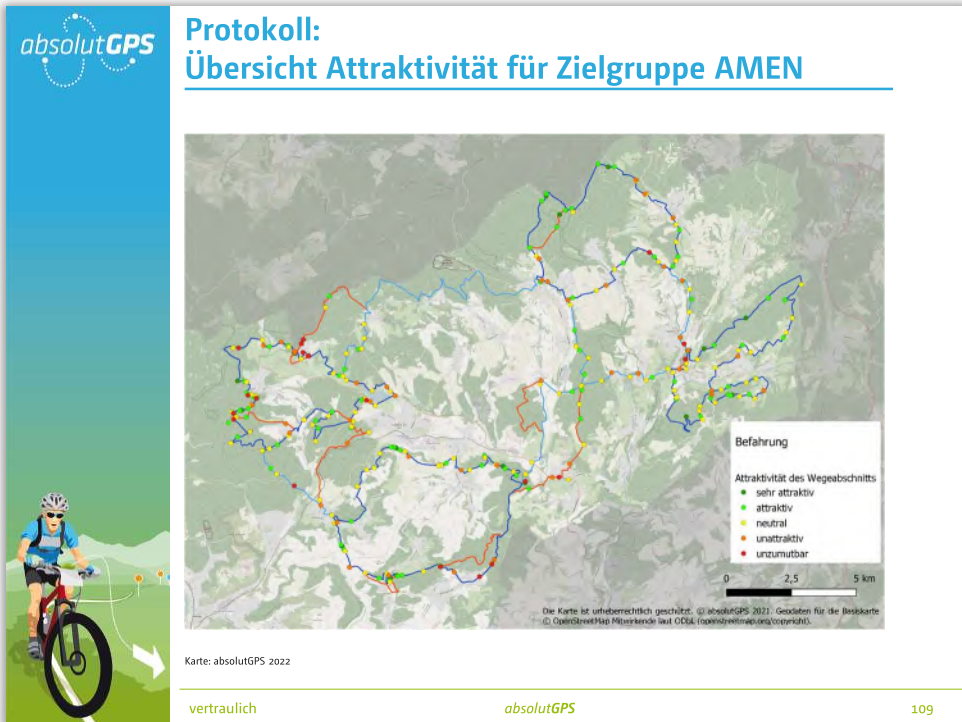 absolutGPS
Protokoll:
Übersicht Attraktivität für Zielgruppe AMEN
Befahrung
Attraktivität des Wegeabschnitts
sehr attraktiv
attraktiv
neutral
unattraktiv
unzumutbar
0 2,5 5 km
Die Karte ist urheberrechtlich geschützt. © absolutGPS 2021. Geodaten für die Basiskarte
© OpenStreetMap Mitwirkende laut ODbL (openstreetmap.org/copyright).
Karte: absolutGPS 2022
vertraulich absolutGPS 109